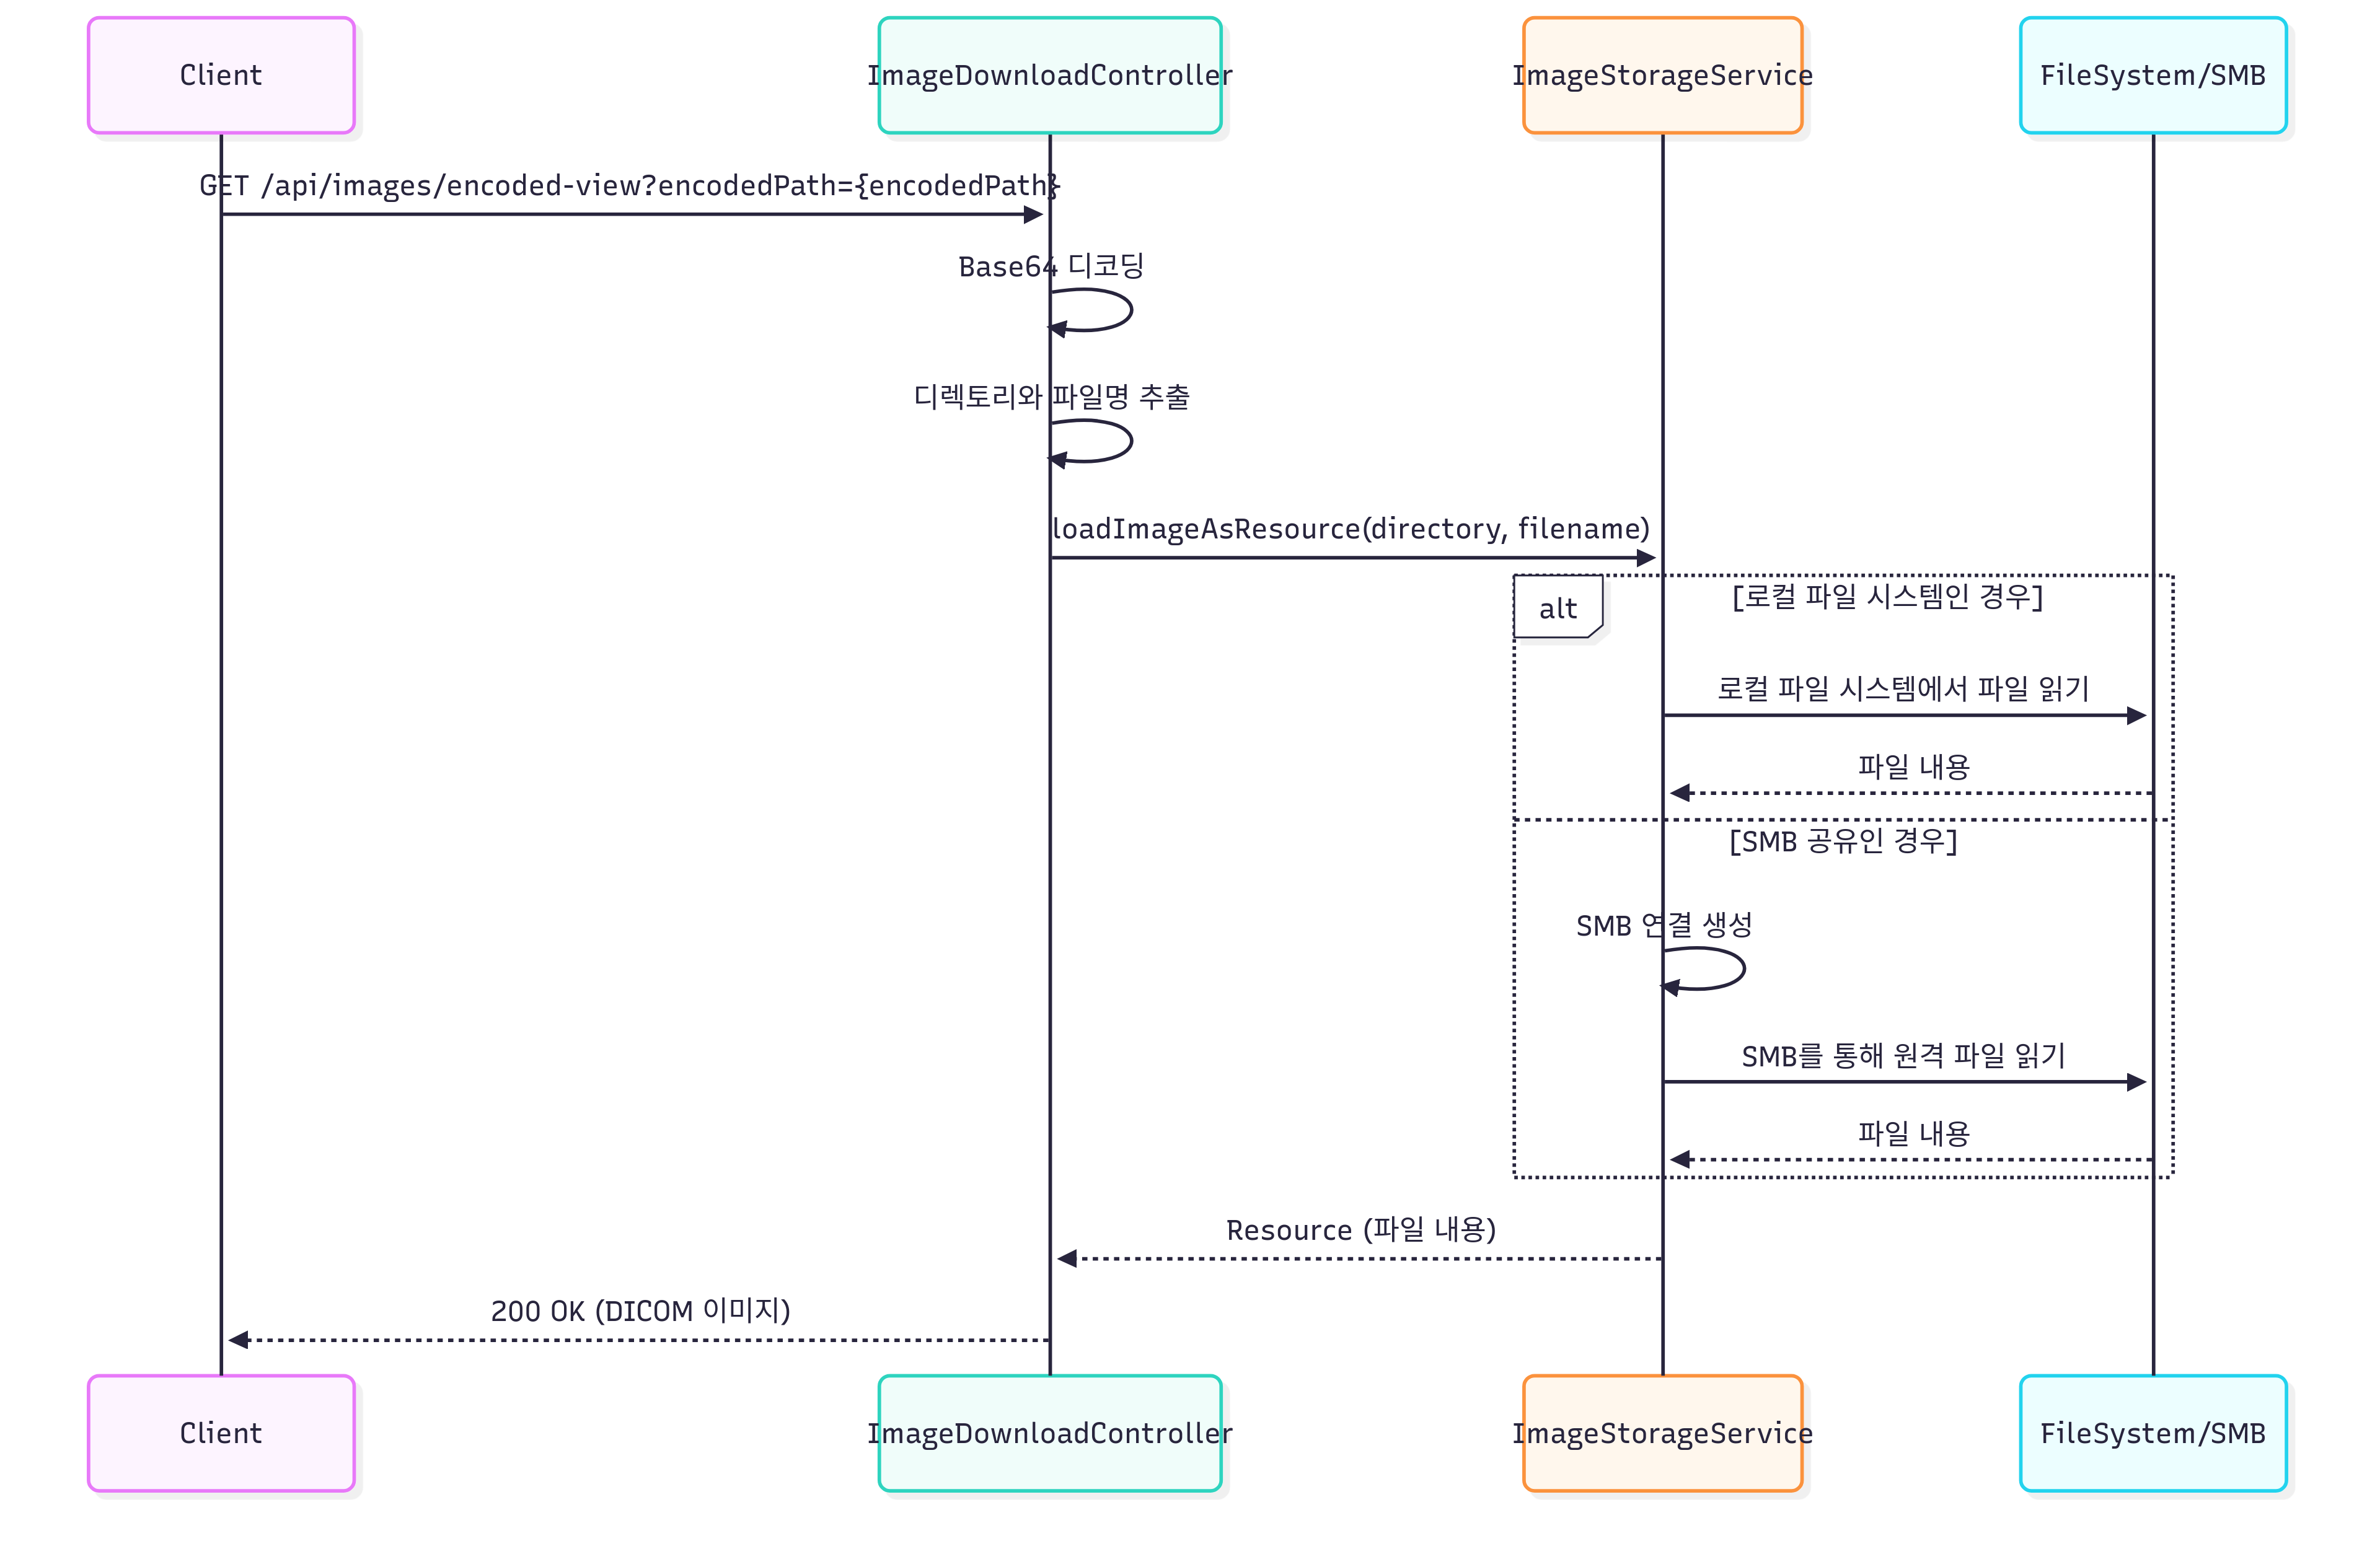 Client
ImageDownloadController
ImageStorageService
FileSystem/SMB
GET /api/images/encoded-view?encodedPath={encodedPath}
Base64 디코딩
디렉토리와 파일명 추출
loadImageAsResource(directory, filename)
alt
[로컬 파일 시스템인 경우]
로컬 파일 시스템에서 파일 읽기
파일 내용
[SMB 공유인 경우]
SMB 연결 생성
SMB를 통해 원격 파일 읽기
파일 내용
Resource (파일 내용)
200 OK (DICOM 이미지)
Client
ImageDownloadController
ImageStorageService
FileSystem/SMB